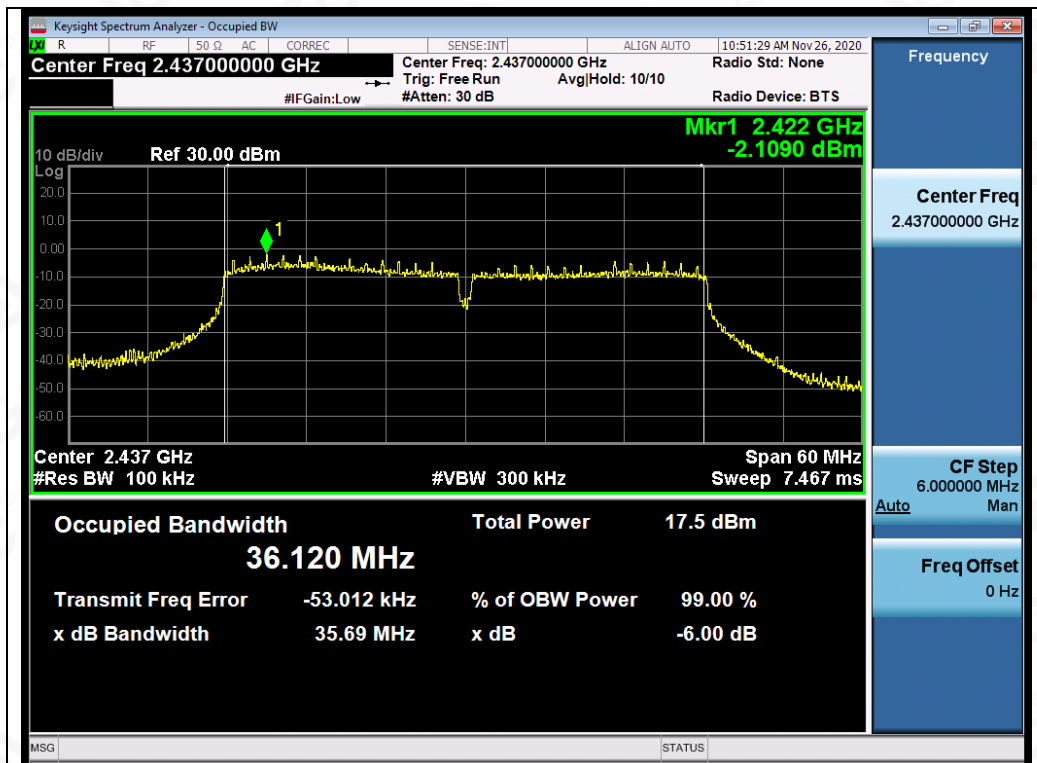 Keysight Spectrum Analyzer - Occupied BW
LXI R RF 50 Ω AC CORREC SENSE:INT ALIGN AUTO 10:51:29 AM Nov 26, 2020
Center Freq 2.437000000 GHz
#IFGain:Low
Center Freq: 2.437000000 GHz
Trig: Free Run Avg|Hold: 10/10
#Atten: 30 dB
Radio Std: None
Radio Device: BTS
Mkr1 2.422 GHz
-2.1090 dBm
10 dB/div Ref 30.00 dBm
Log
20.0
10.0
0.00
-10.0
-20.0
-30.0
-40.0
-50.0
-60.0
1
Center 2.437 GHz Span 60 MHz
#Res BW 100 kHz #VBW 300 kHz Sweep 7.467 ms
Occupied Bandwidth Total Power 17.5 dBm
36.120 MHz
Transmit Freq Error -53.012 kHz % of OBW Power 99.00 %
x dB Bandwidth 35.69 MHz x dB -6.00 dB
MSG STATUS
Frequency
Center Freq
2.437000000 GHz
CF Step
6.000000 MHz
Auto Man
Freq Offset
0 Hz